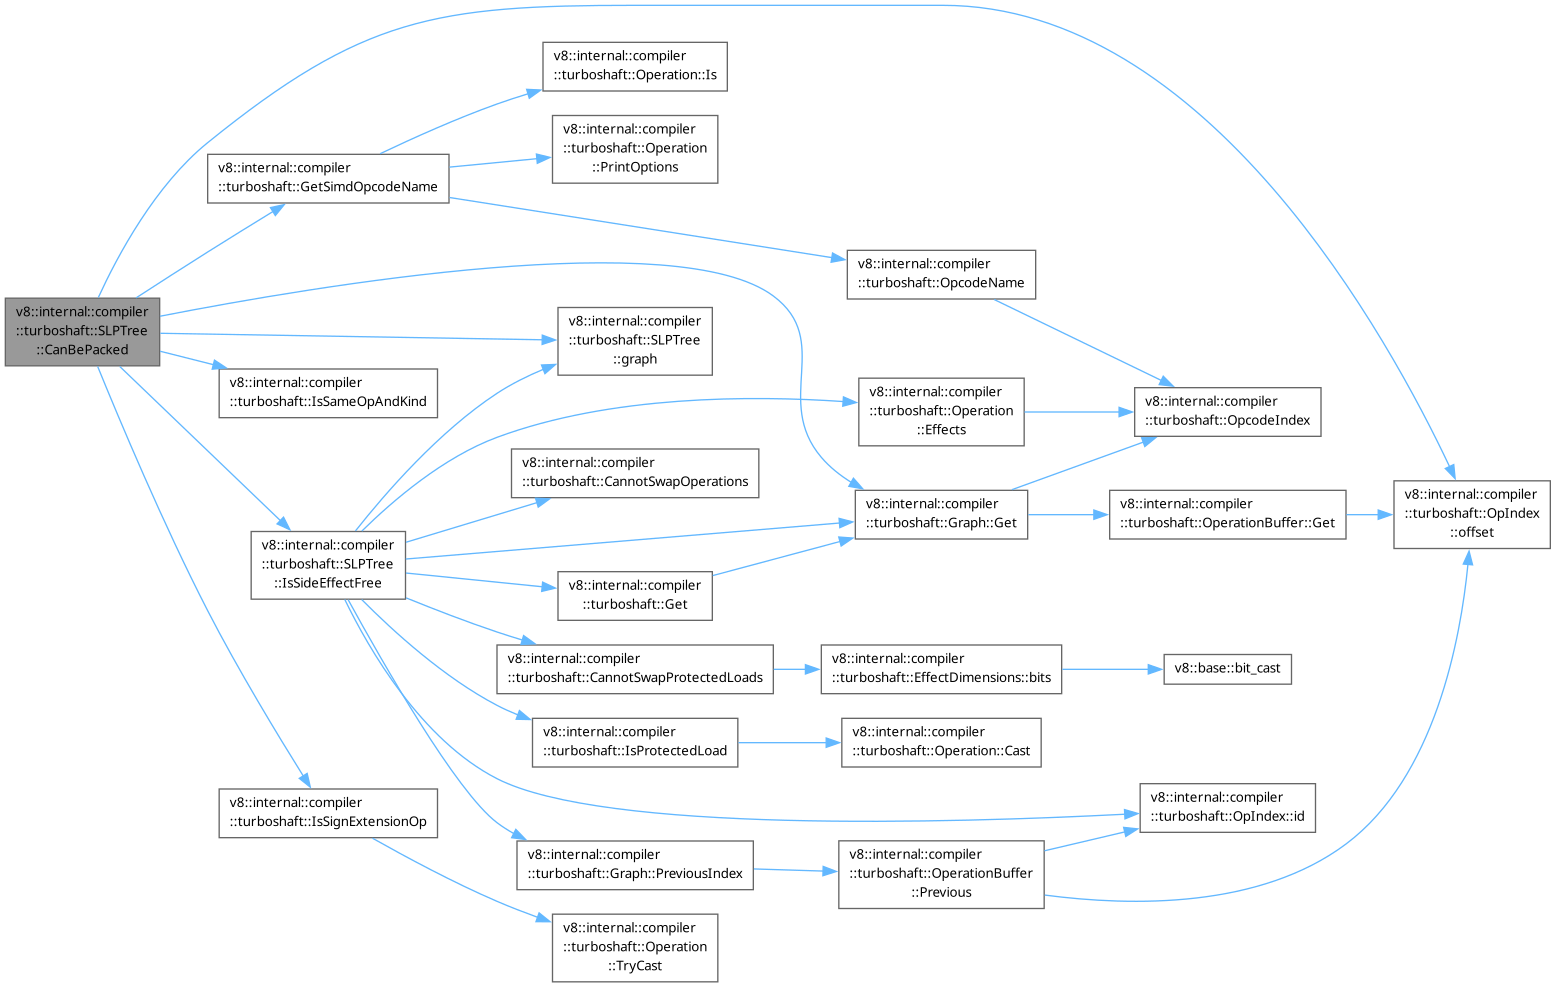 v8::internal::compiler
::turboshaft::SLPTree
::CanBePacked
v8::internal::compiler
::turboshaft::GetSimdOpcodeName
v8::internal::compiler
::turboshaft::IsSameOpAndKind
v8::internal::compiler
::turboshaft::SLPTree
::IsSideEffectFree
v8::internal::compiler
::turboshaft::IsSignExtensionOp
v8::internal::compiler
::turboshaft::Operation::Is
v8::internal::compiler
::turboshaft::Operation
::PrintOptions
v8::internal::compiler
::turboshaft::SLPTree
::graph
v8::internal::compiler
::turboshaft::CannotSwapOperations
v8::internal::compiler
::turboshaft::Get
v8::internal::compiler
::turboshaft::CannotSwapProtectedLoads
v8::internal::compiler
::turboshaft::IsProtectedLoad
v8::internal::compiler
::turboshaft::Graph::PreviousIndex
v8::internal::compiler
::turboshaft::Operation
::TryCast
v8::internal::compiler
::turboshaft::OpcodeName
v8::internal::compiler
::turboshaft::Operation
::Effects
v8::internal::compiler
::turboshaft::Graph::Get
v8::internal::compiler
::turboshaft::EffectDimensions::bits
v8::internal::compiler
::turboshaft::Operation::Cast
v8::internal::compiler
::turboshaft::OperationBuffer
::Previous
v8::internal::compiler
::turboshaft::OpcodeIndex
v8::internal::compiler
::turboshaft::OperationBuffer::Get
v8::base::bit_cast
v8::internal::compiler
::turboshaft::OpIndex::id
v8::internal::compiler
::turboshaft::OpIndex
::offset